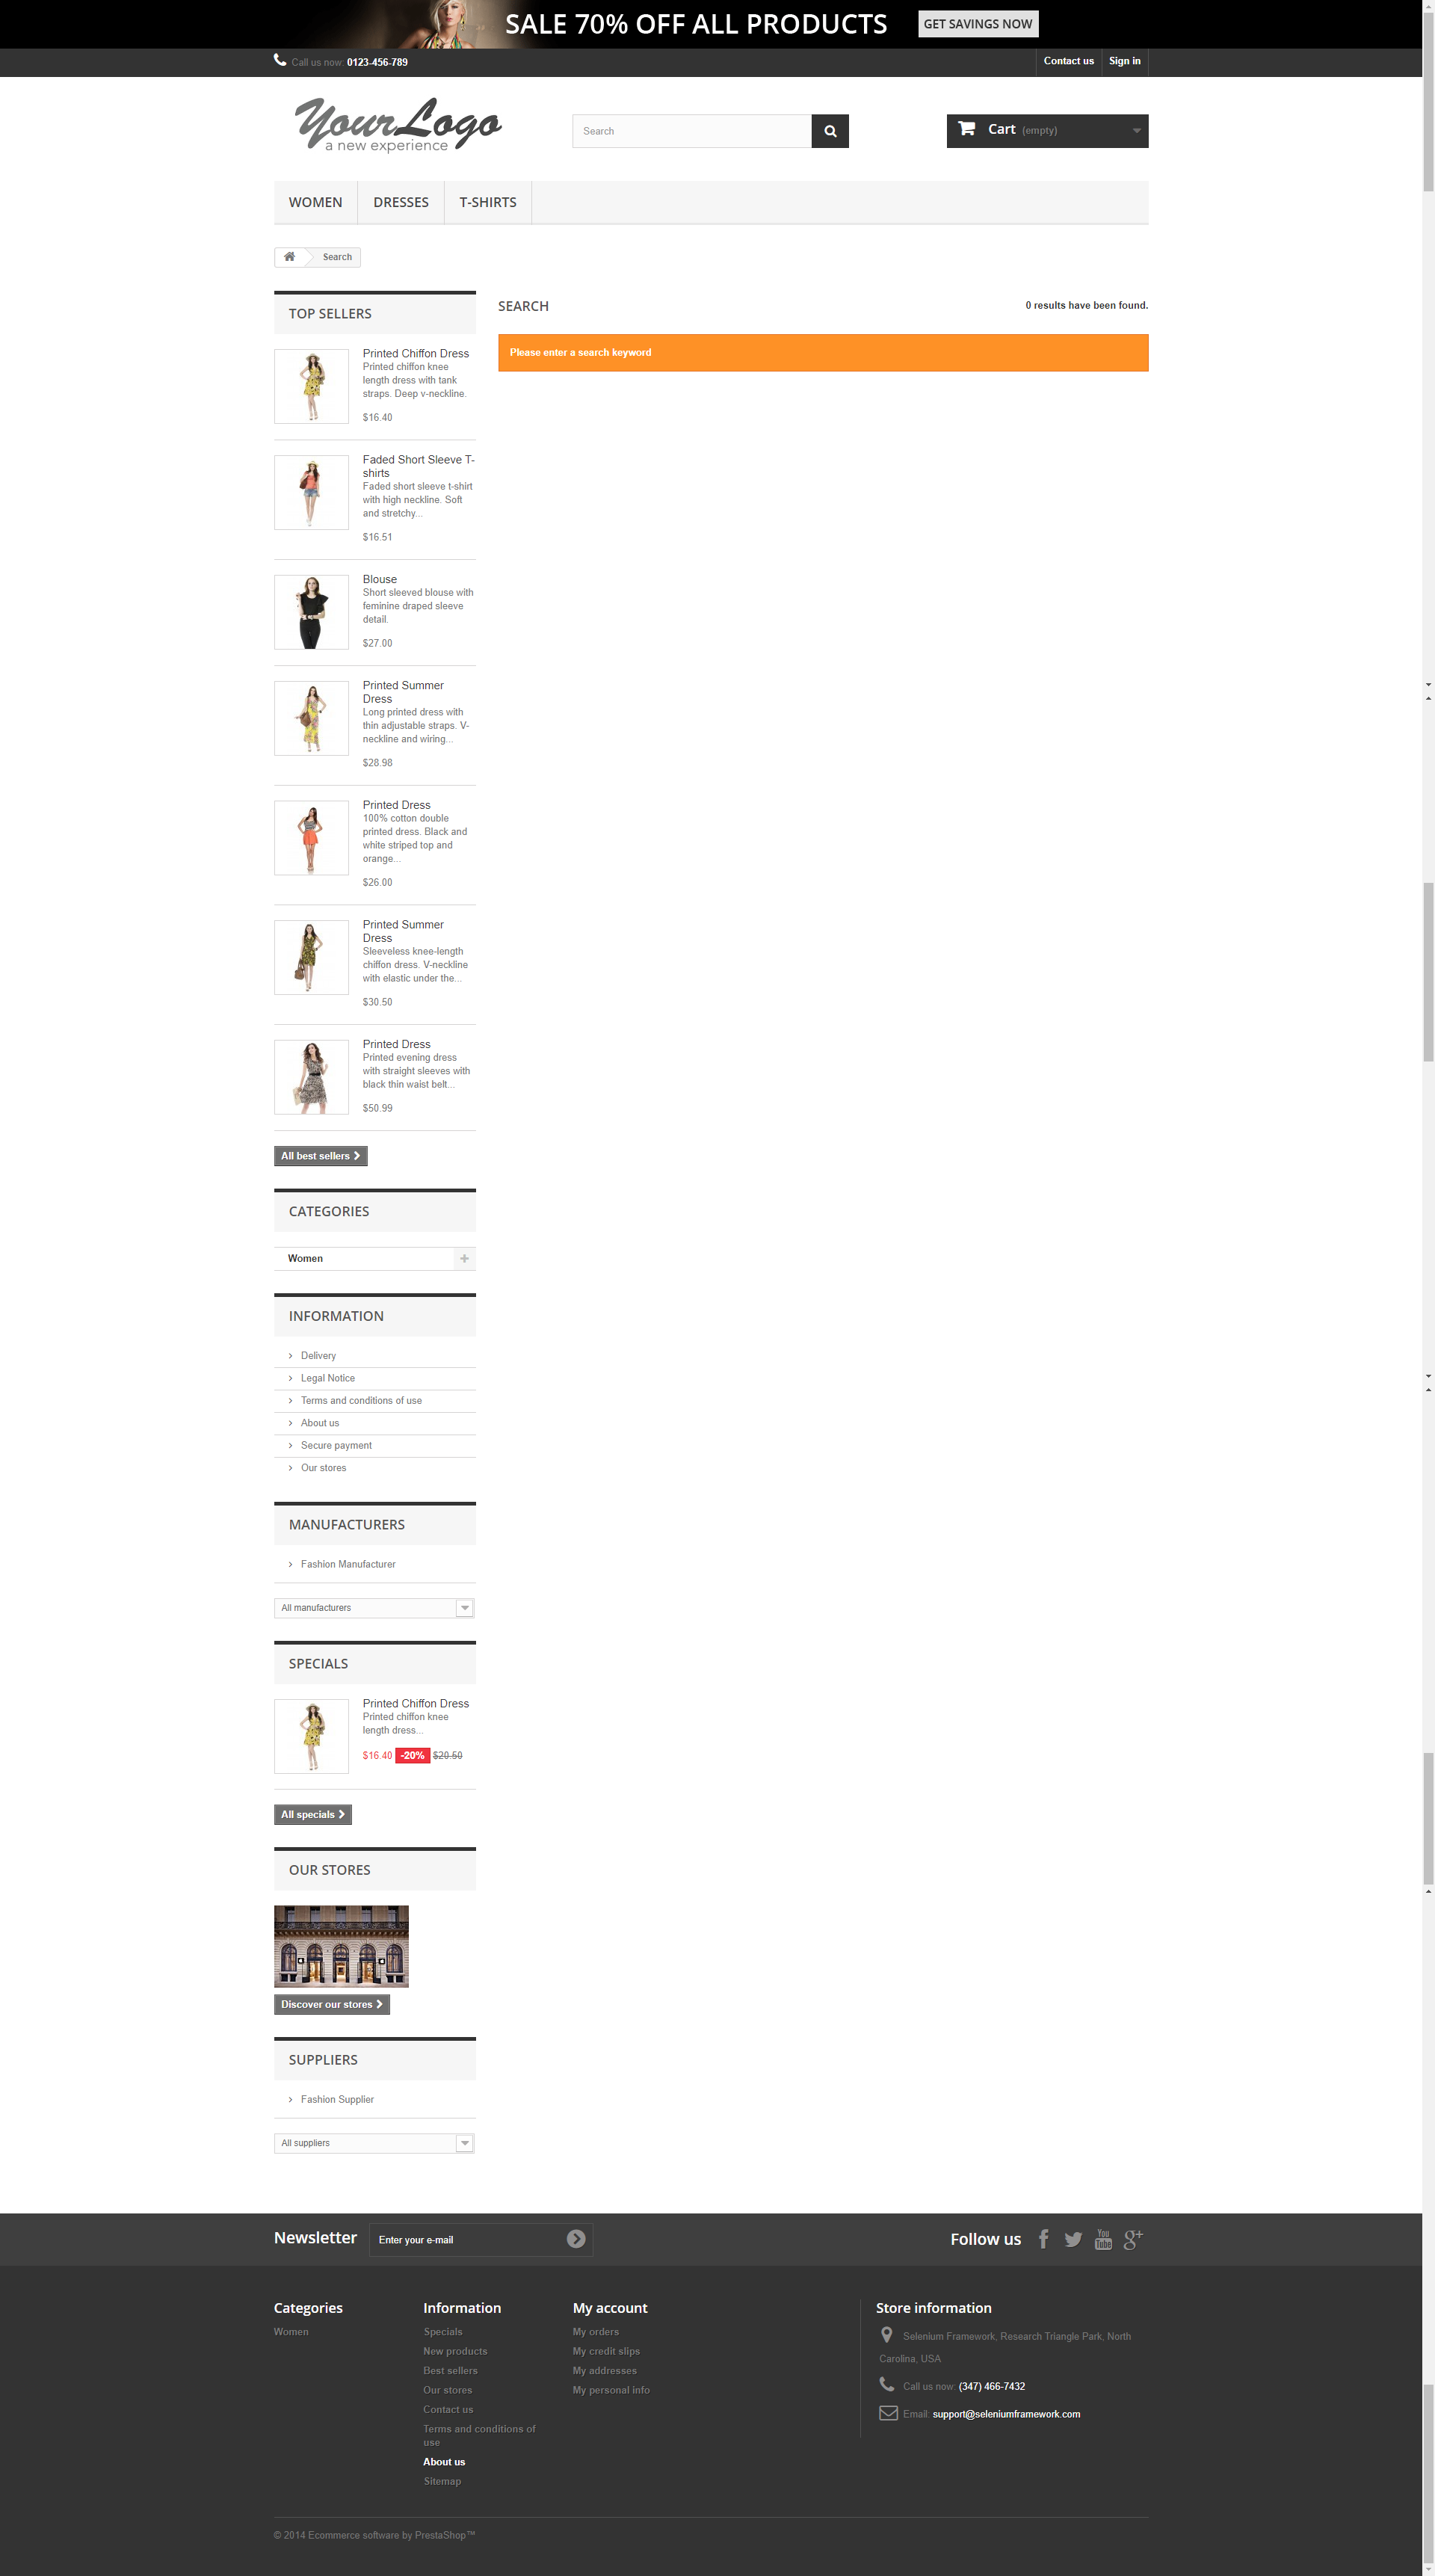 SALE 70% OFF ALL PRODUCTS GET SAVINGS NOW
Call us now: 0123-456-789
Contact us Sign in
YourLogo
a new experience
Search
Cart (empty)
WOMEN DRESSES T-SHIRTS
Search
TOP SELLERS
Printed Chiffon Dress
Printed chiffon knee
length dress with tank
straps. Deep v-neckline.
$16.40
Faded Short Sleeve T-
shirts
Faded short sleeve t-shirt
with high neckline. Soft
and stretchy...
$16.51
Blouse
Short sleeved blouse with
feminine draped sleeve
detail.
$27.00
Printed Summer
Dress
Long printed dress with
thin adjustable straps. V-
neckline and wiring...
$28.98
Printed Dress
100% cotton double
printed dress. Black and
white striped top and
orange...
$26.00
Printed Summer
Dress
Sleeveless knee-length
chiffon dress. V-neckline
with elastic under the...
$30.50
Printed Dress
Printed evening dress
with straight sleeves with
black thin waist belt...
$50.99
All best sellers
CATEGORIES
Women
INFORMATION
Delivery
Legal Notice
Terms and conditions of use
About us
Secure payment
Our stores
MANUFACTURERS
Fashion Manufacturer
All manufacturers
SPECIALS
Printed Chiffon Dress
Printed chiffon knee
length dress...
$16.40 -20% $20.50
All specials
OUR STORES
Discover our stores
SUPPLIERS
Fashion Supplier
All suppliers
SEARCH
0 results have been found.
Please enter a search keyword
Newsletter Enter your e-mail
Follow us
You
Tube
Categories
Women
Information
Specials
New products
Best sellers
Our stores
Contact us
Terms and conditions of
use
About us
Sitemap
My account
My orders
My credit slips
My addresses
My personal info
Store information
Selenium Framework, Research Triangle Park, North
Carolina, USA
Call us now: (347) 466-7432
Email: support@seleniumframework.com
© 2014 Ecommerce software by PrestaShop™